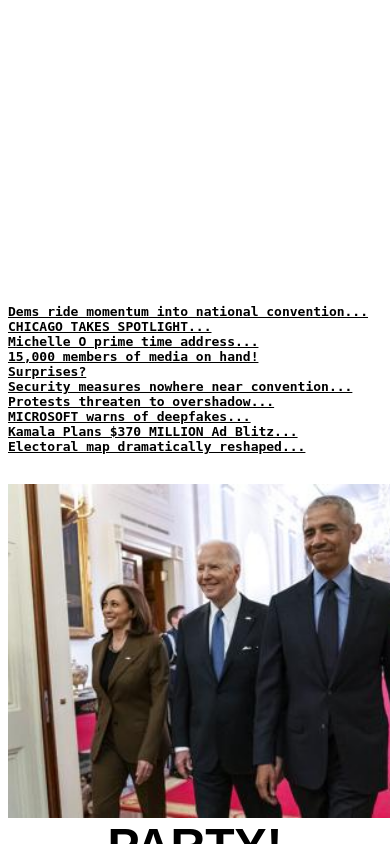 Dems ride momentum into national convention...
CHICAGO TAKES SPOTLIGHT...
Michelle O prime time address...
15,000 members of media on hand!
Surprises?
Security measures nowhere near convention...
Protests threaten to overshadow...
MICROSOFT warns of deepfakes...
Kamala Plans $370 MILLION Ad Blitz...
Electoral map dramatically reshaped...
PARTY!